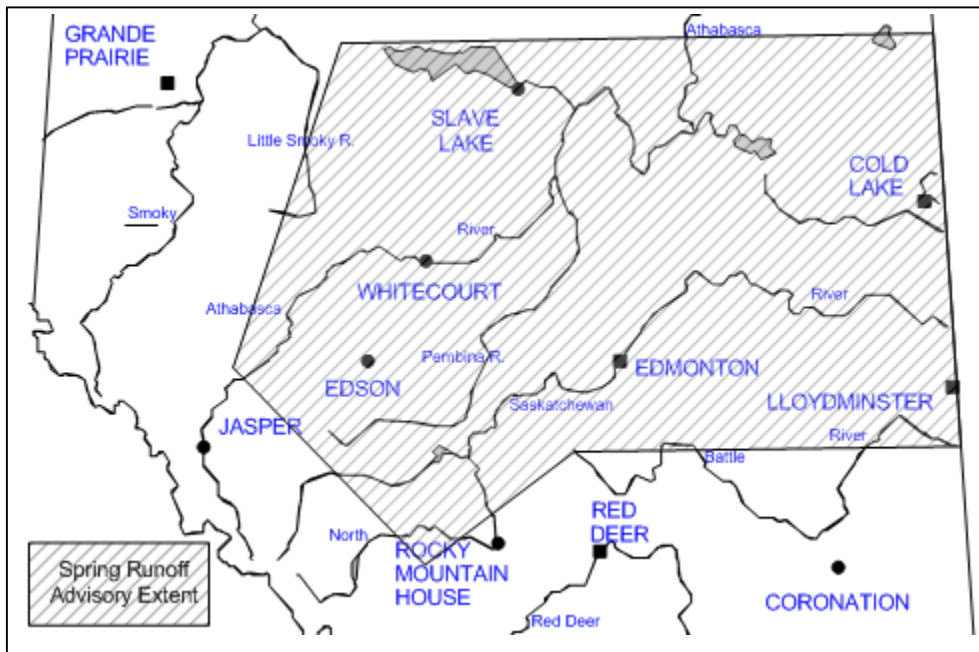 GRANDE
PRAIRIE
Athabasca
Little Smoky R.
SLAVE
LAKE
COLD
LAKE
Smoky
River
WHITECOURT
Athabasca
River
Pembina R.
EDSON
EDMONTON
Saskatchewan
LLOYDMINSTER
JASPER
River
Battle
North
ROCKY
MOUNTAIN
HOUSE
RED
DEER
Spring Runoff
Advisory Extent
CORONATION
Red Deer